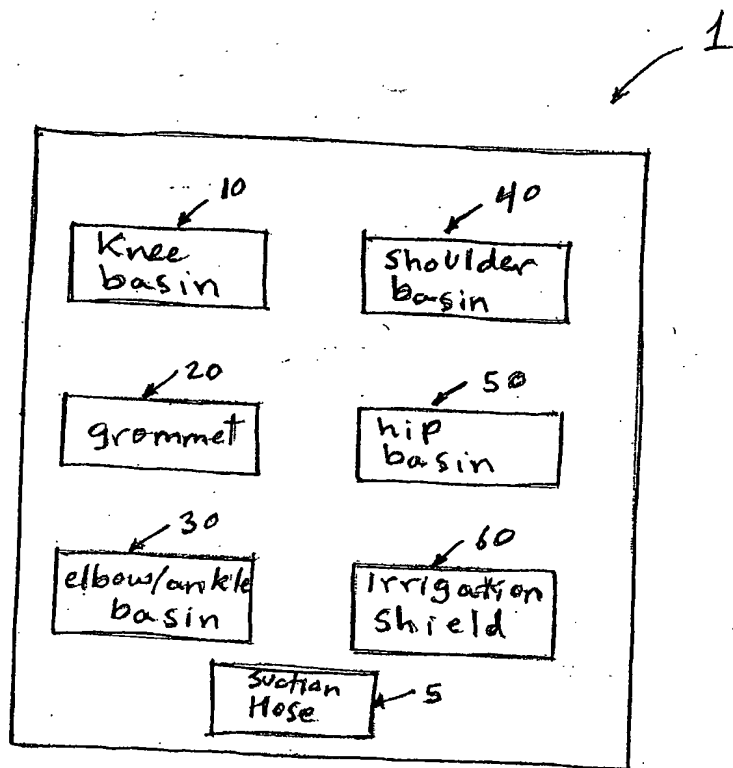 1
10
Knee
basin
40
Shoulder
basin
20
grommet
50
hip
basin
30
elbow/ankle
basin
60
irrigation
shield
suction
Hose
5